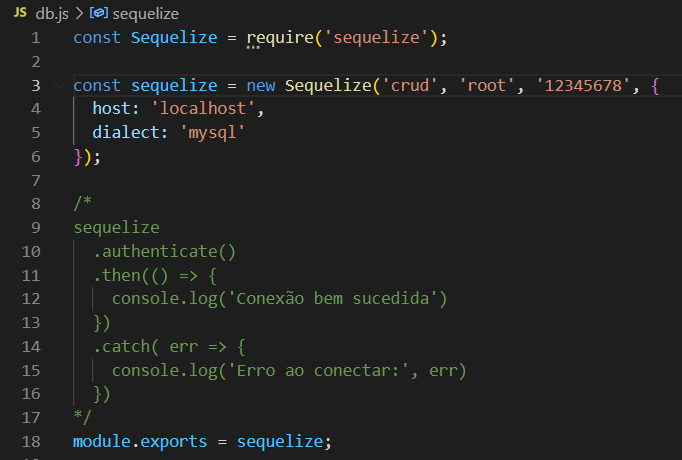 JS db.js > sequelize
1 const Sequelize = require('sequelize');
2
3 const sequelize = new Sequelize('crud', 'root', '12345678', {
4   host: 'localhost',
5   dialect: 'mysql'
6 });
7
8 /*
9 sequelize
10   .authenticate()
11   .then(() => {
12     console.log('Conexão bem sucedida')
13   })
14   .catch( err => {
15     console.log('Erro ao conectar:', err)
16   })
17 */
18 module.exports = sequelize;